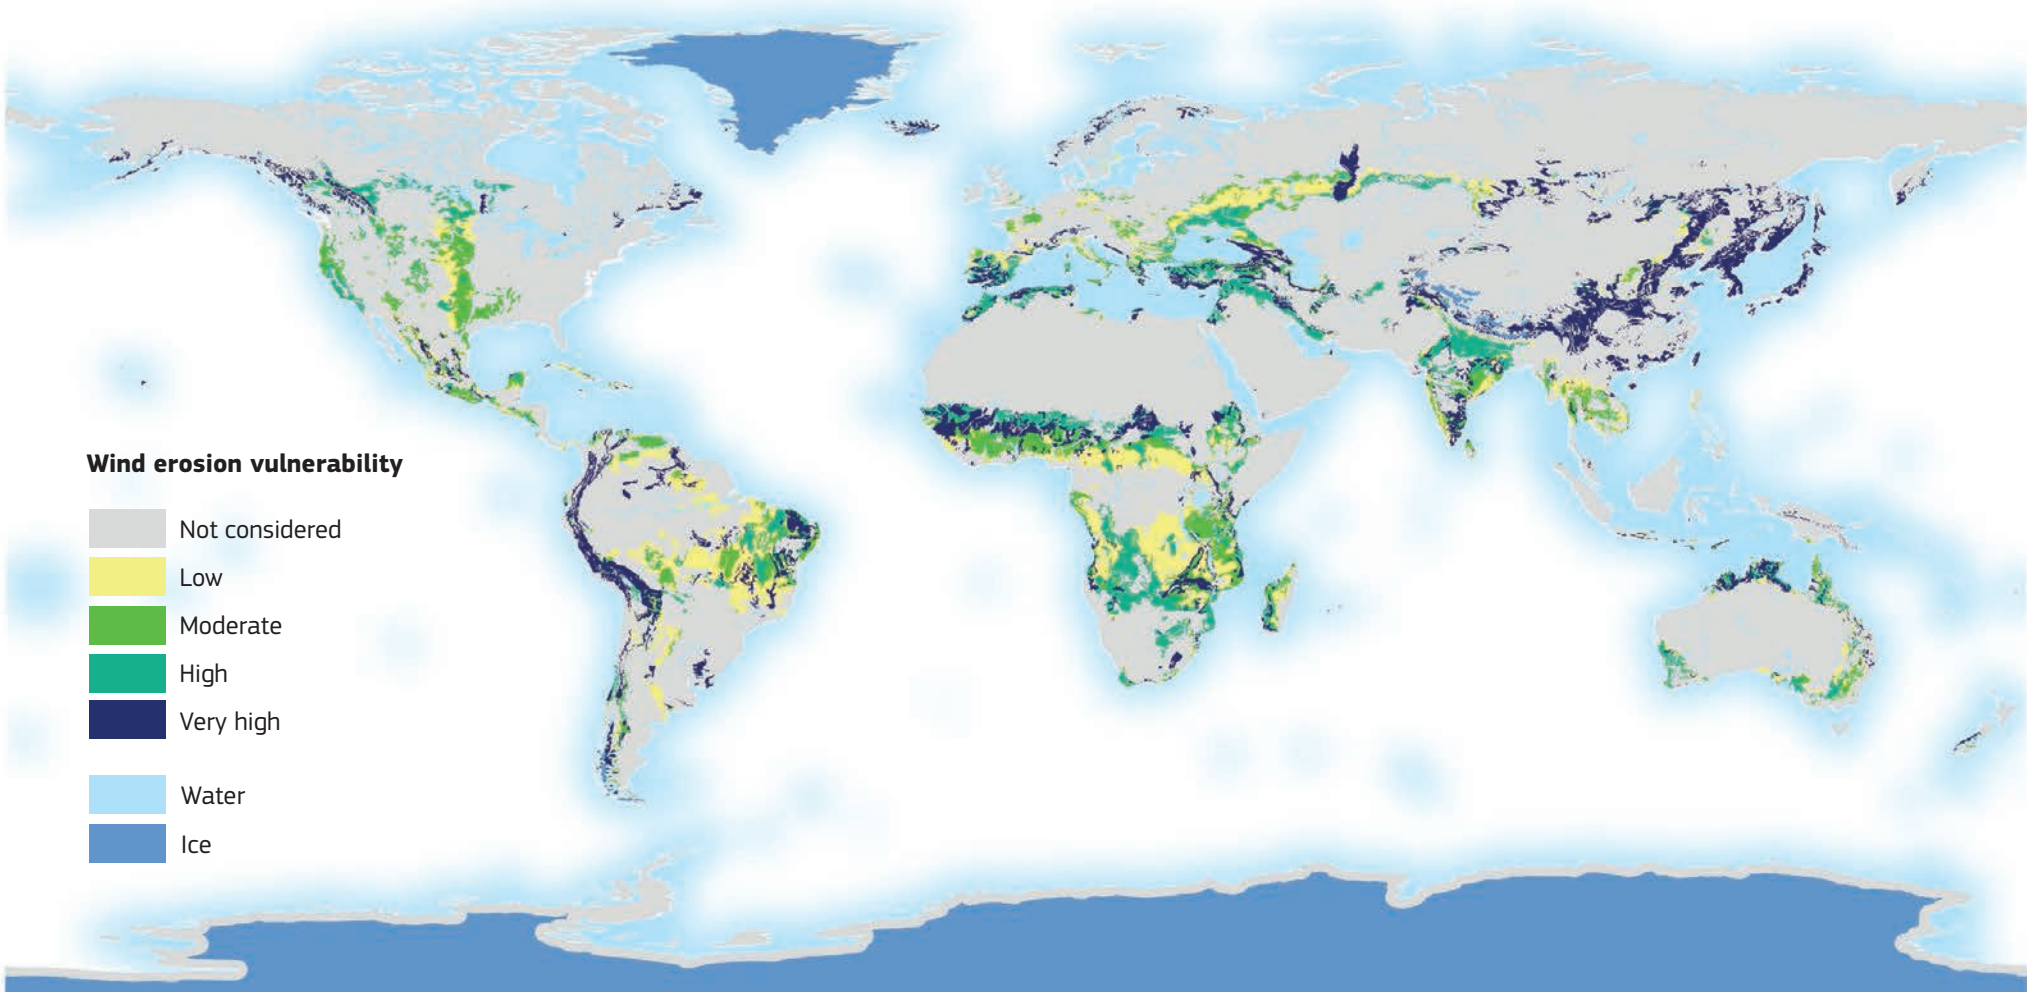 Wind erosion vulnerability
Not considered
Low
Moderate
High
Very high
Water
Ice